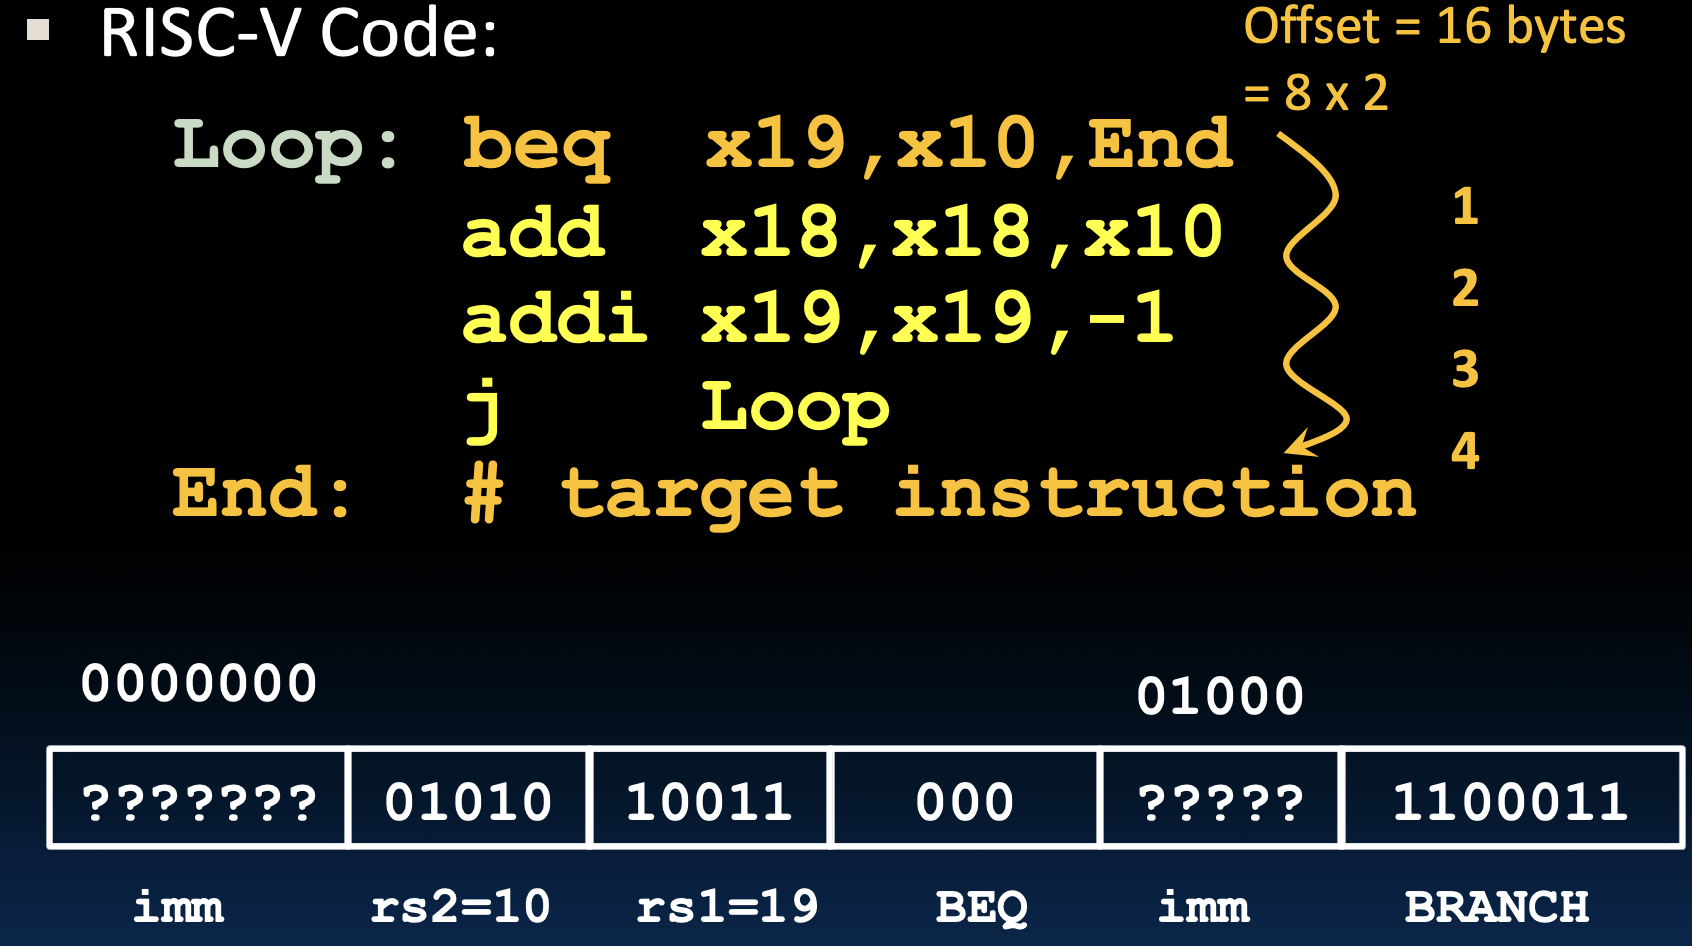 ▪ RISC-V Code:
Offset = 16 bytes
= 8 x 2
Loop: beq x19,x10,End
add x18,x18,x10
addi x19,x19,-1
j Loop
End: # target instruction
1
2
3
4
0000000 01000
??????? 01010 10011 000 ????? 1100011
imm rs2=10 rs1=19 BEQ imm BRANCH